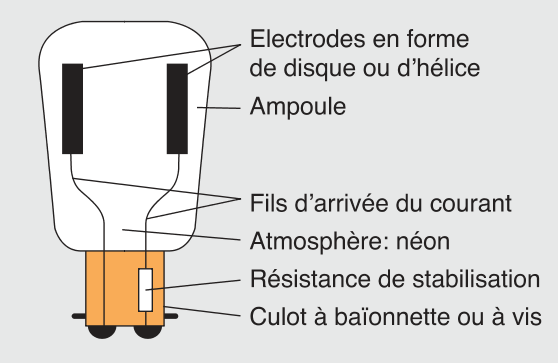 Electrodes en forme
de disque ou d'hélice
Ampoule
Fils d'arrivée du courant
Atmosphère: néon
Résistance de stabilisation
Culot à baïonnette ou à vis